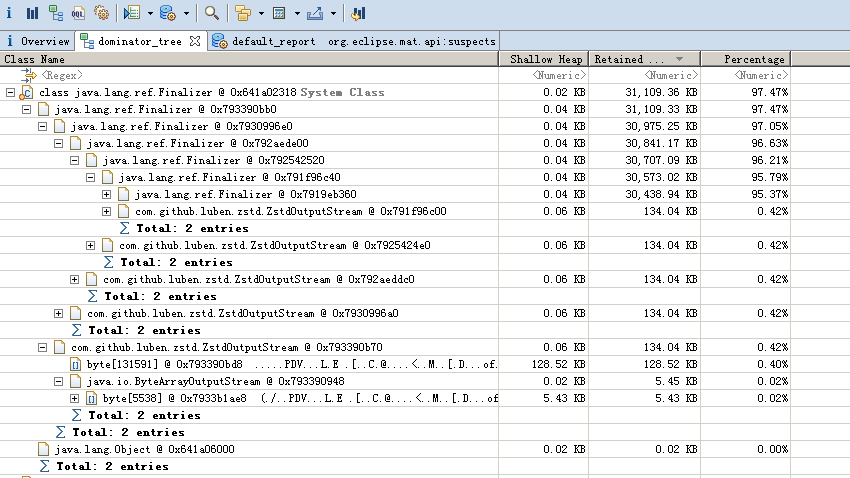 i Overview dominator_tree default_report org.eclipse.mat.api:suspects
Class Name Shallow Heap Retained ... Percentage
<Regex> <Numeric> <Numeric> <Numeric>
class java.lang.ref.Finalizer @ 0x641a02318 System Class 0.02 KB 31,109.36 KB 97.47%
java.lang.ref.Finalizer @ 0x793390bb0 0.04 KB 31,109.33 KB 97.47%
java.lang.ref.Finalizer @ 0x7930996e0 0.04 KB 30,975.25 KB 97.05%
java.lang.ref.Finalizer @ 0x792aede00 0.04 KB 30,841.17 KB 96.63%
java.lang.ref.Finalizer @ 0x792542520 0.04 KB 30,707.09 KB 96.21%
java.lang.ref.Finalizer @ 0x791f96c40 0.04 KB 30,573.02 KB 95.79%
java.lang.ref.Finalizer @ 0x7919eb360 0.04 KB 30,438.94 KB 95.37%
com.github.luben.zstd.ZstdOutputStream @ 0x791f96c00 0.06 KB 134.04 KB 0.42%
Total: 2 entries
com.github.luben.zstd.ZstdOutputStream @ 0x7925424e0 0.06 KB 134.04 KB 0.42%
Total: 2 entries
com.github.luben.zstd.ZstdOutputStream @ 0x792aeddc0 0.06 KB 134.04 KB 0.42%
Total: 2 entries
com.github.luben.zstd.ZstdOutputStream @ 0x7930996a0 0.06 KB 134.04 KB 0.42%
Total: 2 entries
com.github.luben.zstd.ZstdOutputStream @ 0x793390b70 0.06 KB 134.04 KB 0.42%
byte[131591] @ 0x793390bd8 .....PDV...L.E .[..C.@....<..M..[.D...of. 128.52 KB 128.52 KB 0.40%
java.io.ByteArrayOutputStream @ 0x793390948 0.02 KB 5.45 KB 0.02%
byte[5538] @ 0x7933b1ae8 (./..PDV...L.E .[..C.@....<..M..[.D...of 5.43 KB 5.43 KB 0.02%
Total: 2 entries
Total: 2 entries
java.lang.Object @ 0x641a06000 0.02 KB 0.02 KB 0.00%
Total: 2 entries